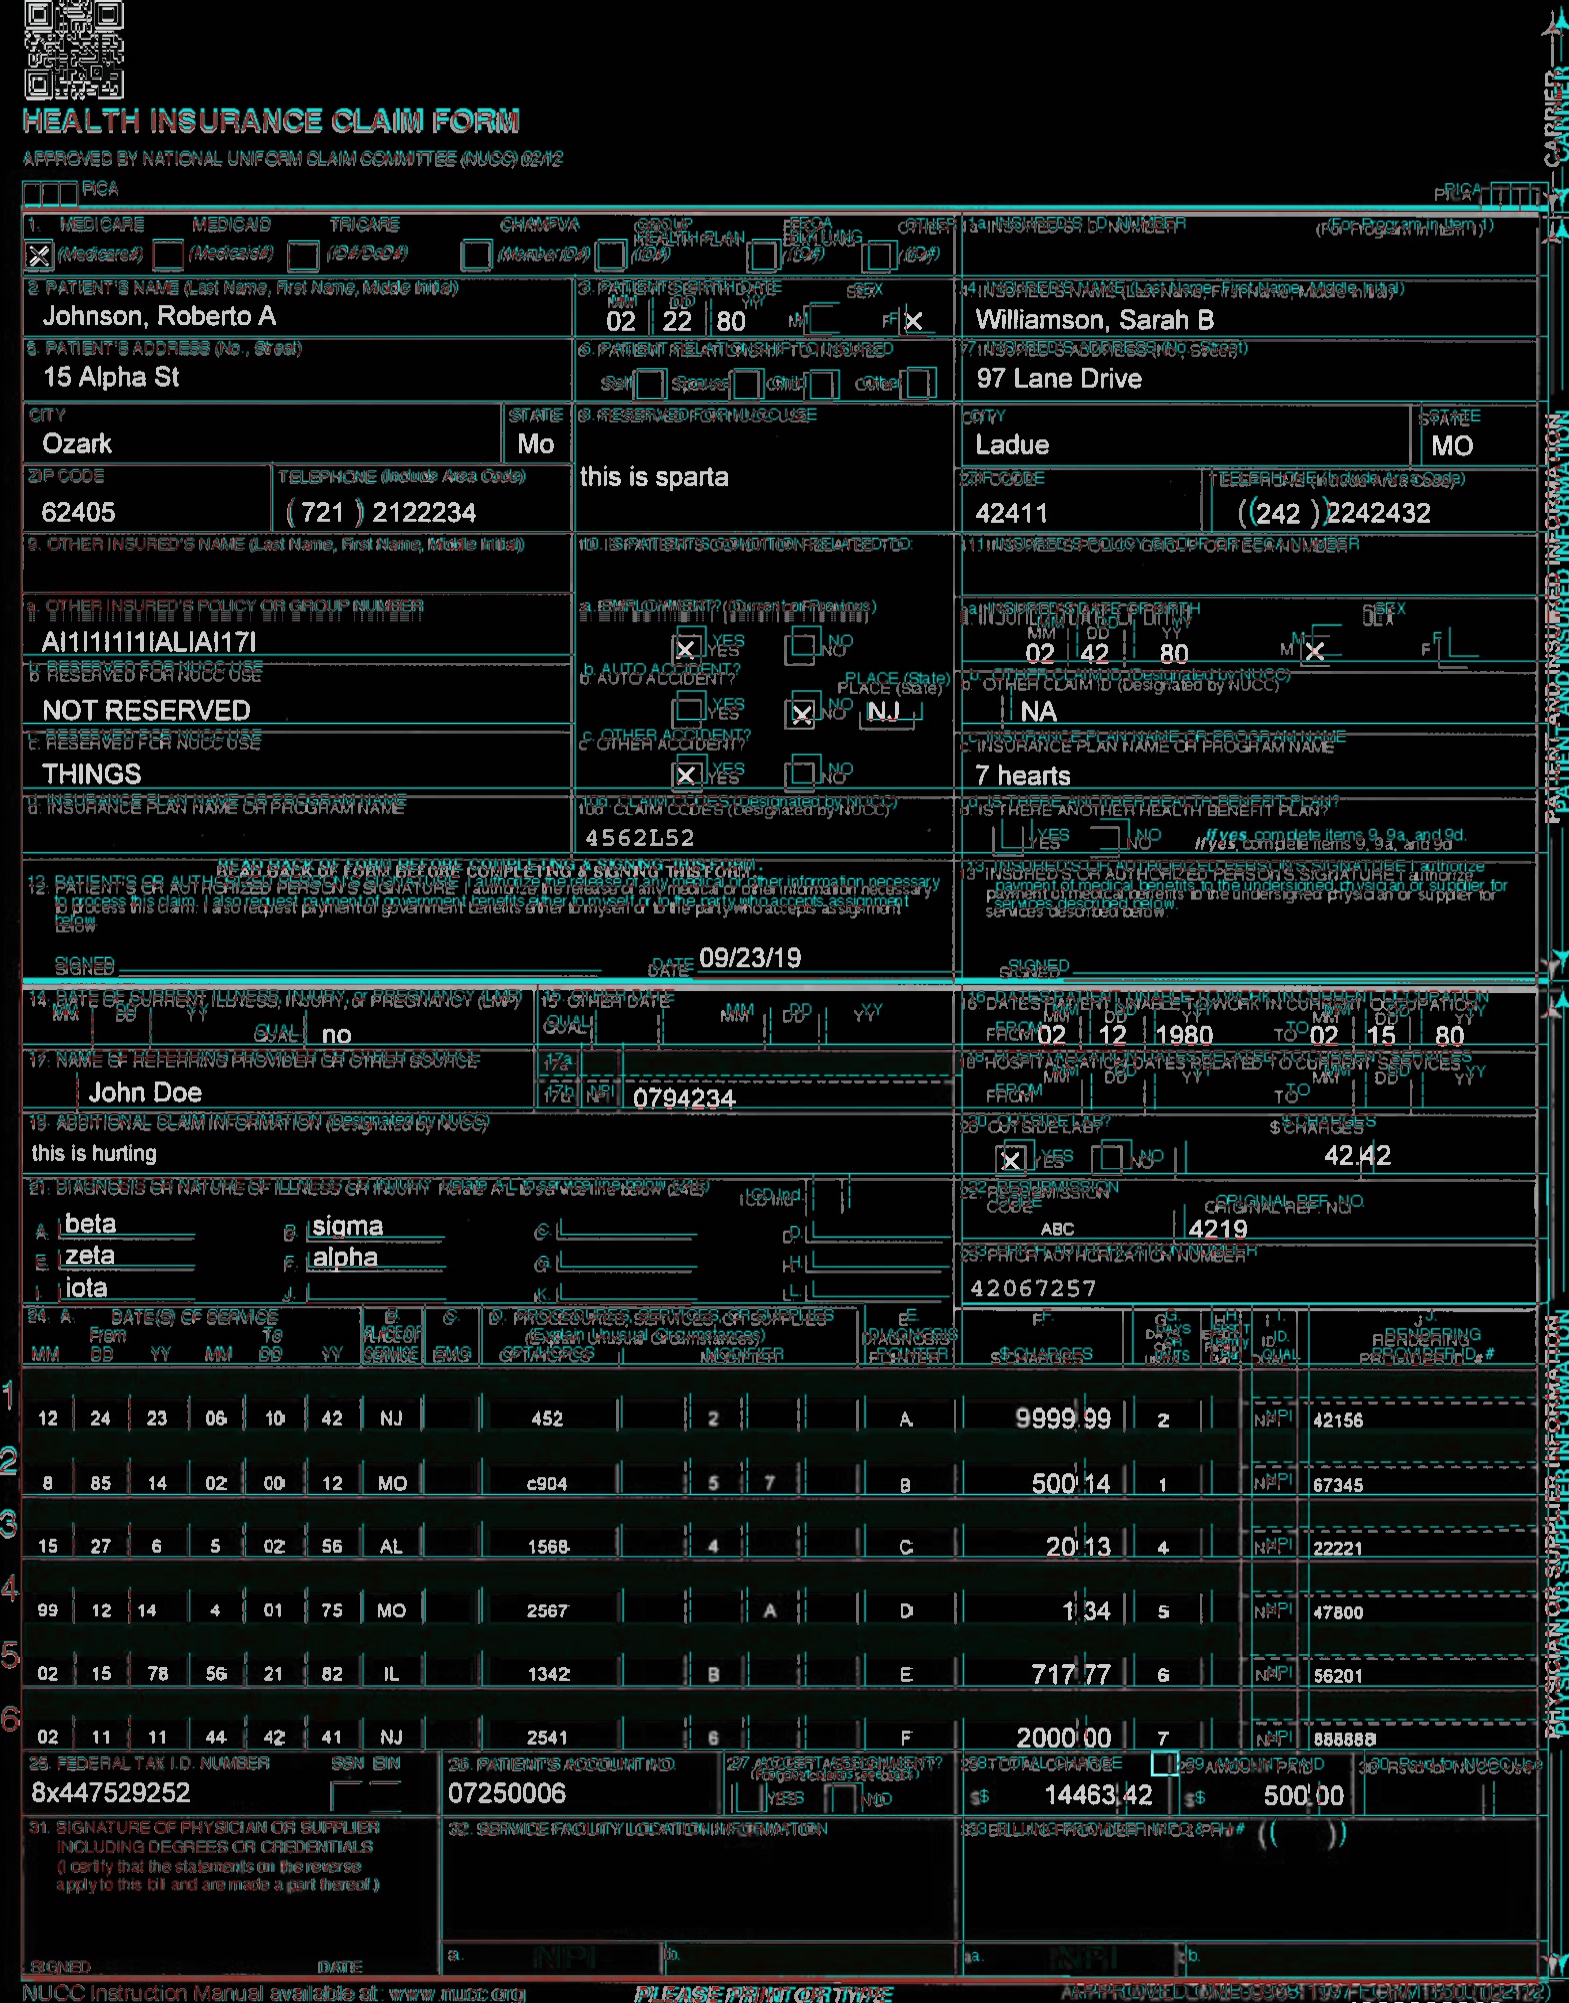 HEALTH INSURANCE CLAIM FORM
APPROVED BY NATIONAL UNIFORM CLAIM COMMITTEE (NUCC) 02/12
PICA
PICA
CARRIER
1. MEDICARE MEDICAID TRICARE CHAMPVA GROUP HEALTH PLAN FECA BLK LUNG OTHER 1a. INSURED'S I.D. NUMBER (For Program in Item 1)
X (Medicare#) (Medicaid#) (ID#/DoD#) (Member ID#) (ID#) (ID#) (ID#)
2. PATIENT'S NAME (Last Name, First Name, Middle Initial) 3. PATIENT'S BIRTH DATE SEX 4. INSURED'S NAME (Last Name, First Name, Middle Initial)
MM DD YY
Johnson, Roberto A 02 22 80 M F X Williamson, Sarah B
5. PATIENT'S ADDRESS (No., Street) 6. PATIENT RELATIONSHIP TO INSURED 7. INSURED'S ADDRESS (No., Street)
15 Alpha St Self Spouse Child Other 97 Lane Drive
CITY STATE 8. RESERVED FOR NUCC USE CITY STATE
Ozark Mo Ladue MO
ZIP CODE TELEPHONE (Include Area Code) this is sparta ZIP CODE TELEPHONE (Include Area Code)
62405 (721) 2122234 42411 (242) 2242432
9. OTHER INSURED'S NAME (Last Name, First Name, Middle Initial) 10. IS PATIENT'S CONDITION RELATED TO: 11. INSURED'S POLICY GROUP OR FECA NUMBER
a. OTHER INSURED'S POLICY OR GROUP NUMBER a. EMPLOYMENT? (Current or Previous) a. INSURED'S DATE OF BIRTH SEX
MM DD YY
X YES NO 02 42 80 M X F
b. RESERVED FOR NUCC USE b. AUTO ACCIDENT? PLACE (State) b. OTHER CLAIM ID (Designated by NUCC)
NOT RESERVED YES X NO NJ NA
c. RESERVED FOR NUCC USE c. OTHER ACCIDENT? c. INSURANCE PLAN NAME OR PROGRAM NAME
THINGS X YES NO 7 hearts
d. INSURANCE PLAN NAME OR PROGRAM NAME 10d. CLAIM CODES (Designated by NUCC) d. IS THERE ANOTHER HEALTH BENEFIT PLAN?
4562L52 YES NO If yes, complete items 9, 9a, and 9d.
READ BACK OF FORM BEFORE COMPLETING & SIGNING THIS FORM.
12. PATIENT'S OR AUTHORIZED PERSON'S SIGNATURE I authorize the release of any medical or other information necessary
to process this claim. I also request payment of government benefits either to myself or to the party who accepts assignment
below.
13. INSURED'S OR AUTHORIZED PERSON'S SIGNATURE I authorize
payment of medical benefits to the undersigned physician or supplier for
services described below.
SIGNED DATE 09/23/19 SIGNED
PATIENT AND INSURED INFORMATION
14. DATE OF CURRENT ILLNESS, INJURY, or PREGNANCY (LMP) 15. OTHER DATE 16. DATES PATIENT UNABLE TO WORK IN CURRENT OCCUPATION
MM DD YY QUAL. no QUAL. MM DD YY FROM 02 12 1980 TO 02 15 80
17. NAME OF REFERRING PROVIDER OR OTHER SOURCE 17a. 18. HOSPITALIZATION DATES RELATED TO CURRENT SERVICES
John Doe 17b. NPI 0794234 FROM MM DD YY TO MM DD YY
19. ADDITIONAL CLAIM INFORMATION (Designated by NUCC) 20. OUTSIDE LAB? $ CHARGES
this is hurting X YES NO 42.42
21. DIAGNOSIS OR NATURE OF ILLNESS OR INJURY Relate A-L to service line below (24E) ICD Ind. 22. RESUBMISSION CODE ORIGINAL REF. NO.
A. beta B. sigma C. D. ABC 4219
E. zeta F. alpha G. H. 23. PRIOR AUTHORIZATION NUMBER
I. iota J. K. L. 42067257
24. A. DATE(S) OF SERVICE B. C. D. PROCEDURES, SERVICES, OR SUPPLIES E. F. G. H. I. J.
From To PLACE OF (Explain Unusual Circumstances) DIAGNOSIS ID. RENDERING
MM DD YY MM DD YY SERVICE EMG CPT/HCPCS MODIFIER POINTER $ CHARGES UNITS QUAL. PROVIDER ID. #
1 12 24 23 06 10 42 NJ 452 2 A 9999 99 2 NPI 42156
2 8 85 14 02 00 12 MO c904 5 7 B 500 14 1 NPI 67345
3 15 27 6 5 02 56 AL 1568 4 C 20 13 4 NPI 22221
4 99 12 14 4 01 75 MO 2567 A D 1 34 5 NPI 47800
5 02 15 78 56 21 82 IL 1342 B E 717 77 6 NPI 56201
6 02 11 11 44 42 41 NJ 2541 6 F 2000 00 7 NPI 888888
25. FEDERAL TAX I.D. NUMBER SSN EIN 26. PATIENT'S ACCOUNT NO. 27. ACCEPT ASSIGNMENT? 28. TOTAL CHARGE 29. AMOUNT PAID 30. Rsvd for NUCC Use
(For govt. claims, see back)
8x447529252 07250006 YES NO $ 14463 42 $ 500 00
31. SIGNATURE OF PHYSICIAN OR SUPPLIER 32. SERVICE FACILITY LOCATION INFORMATION 33. BILLING PROVIDER INFO & PH # ( )
INCLUDING DEGREES OR CREDENTIALS
(I certify that the statements on the reverse
apply to this bill and are made a part thereof.)
SIGNED DATE a. NPI b. a. NPI b.
PHYSICIAN OR SUPPLIER INFORMATION
NUCC Instruction Manual available at: www.nucc.org PLEASE PRINT OR TYPE